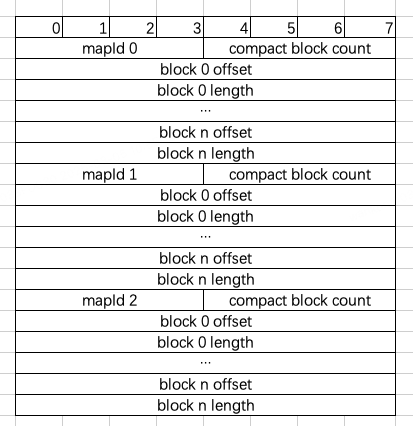 0 1 2 3 4 5 6 7
mapId 0 compact block count
block 0 offset
block 0 length
...
block n offset
block n length
mapId 1 compact block count
block 0 offset
block 0 length
...
block n offset
block n length
mapId 2 compact block count
block 0 offset
block 0 length
...
block n offset
block n length